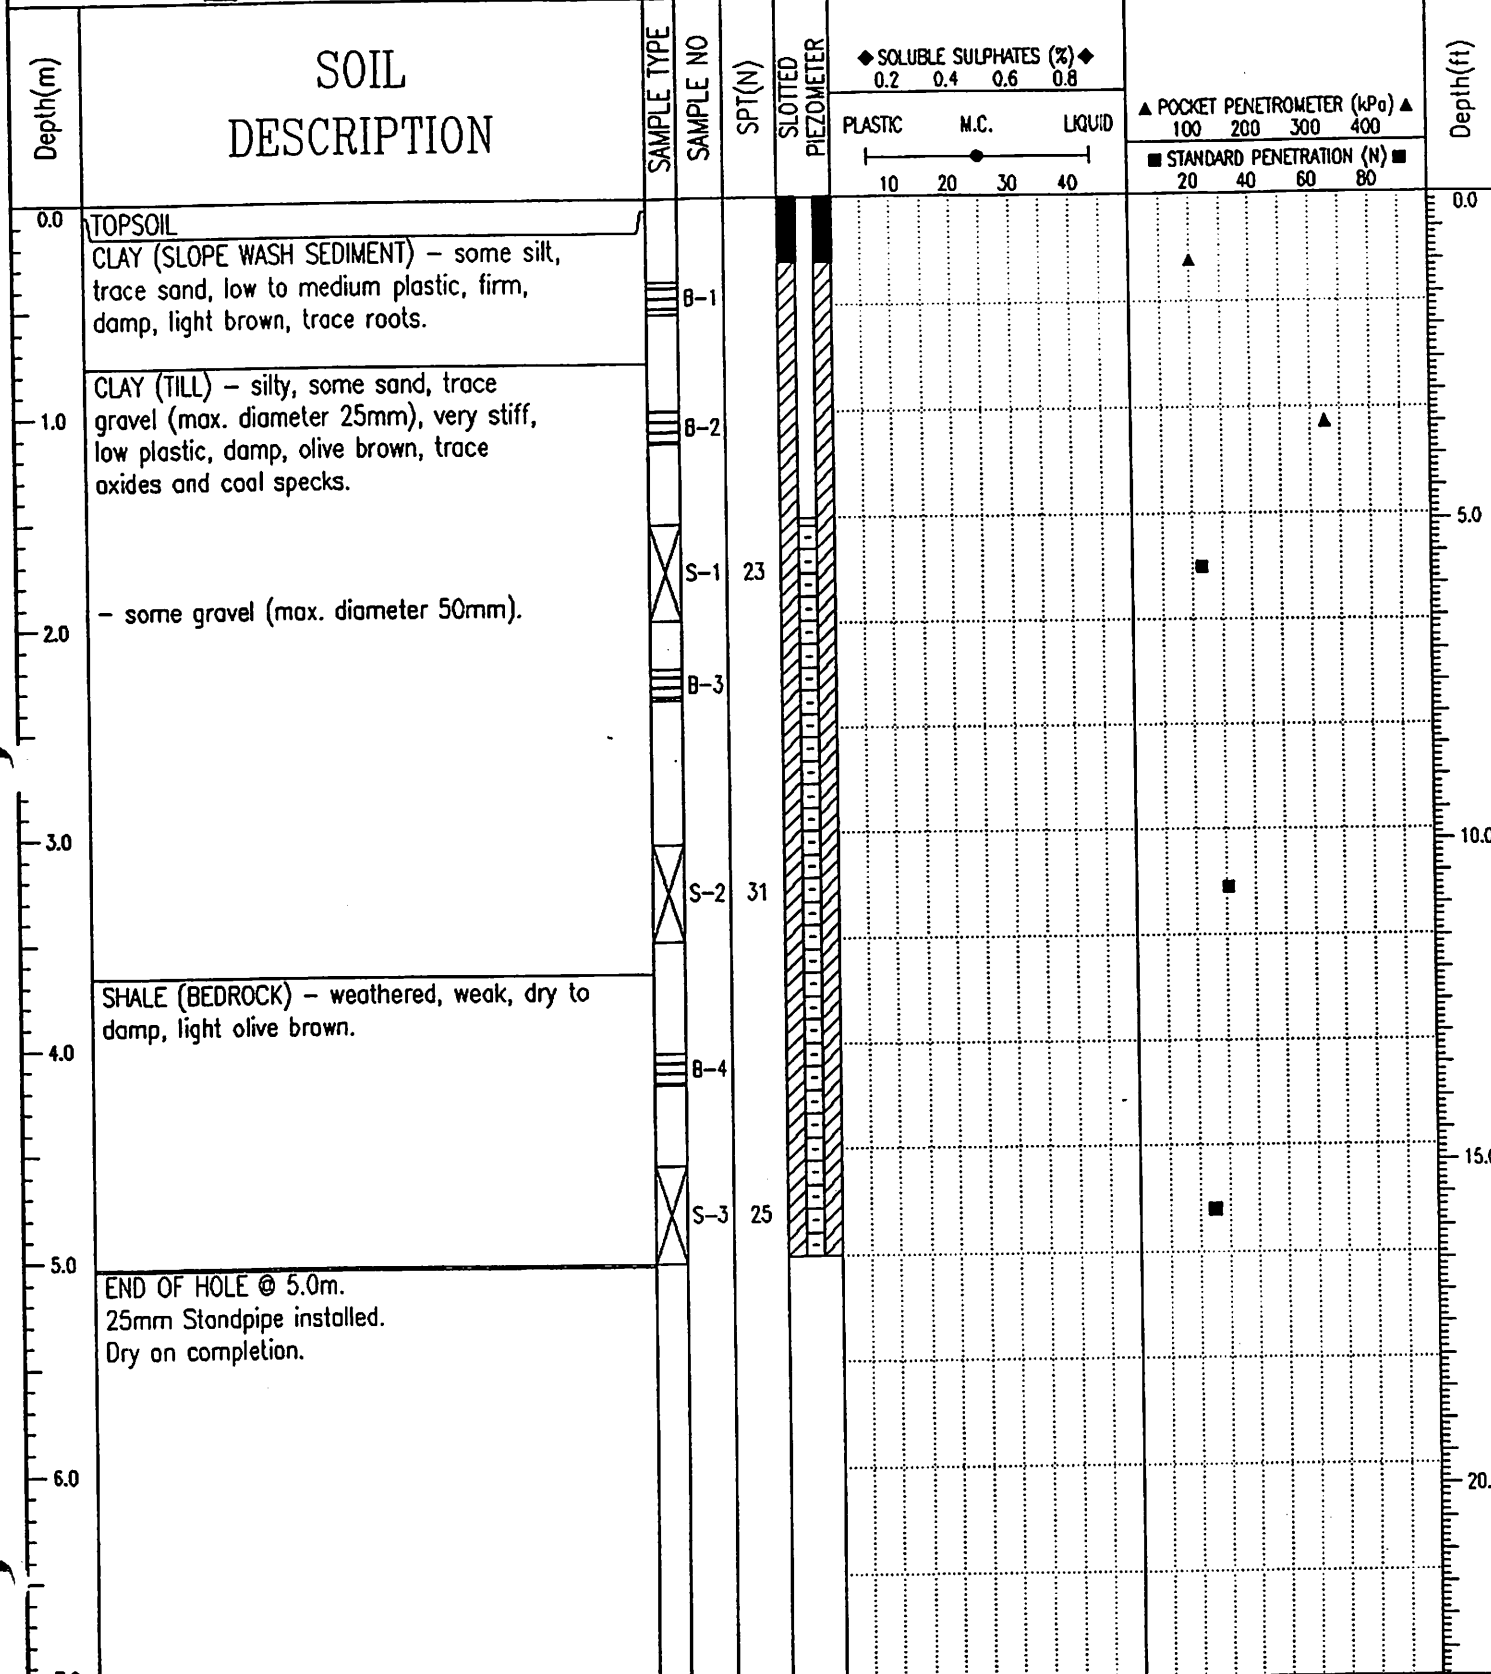 Depth(m)
SOIL
DESCRIPTION
SAMPLE TYPE
SAMPLE NO
SPT(N)
SLOTTED
PIEZOMETER
◆ SOLUBLE SULPHATES (%) ◆
0.2 0.4 0.6 0.8
PLASTIC M.C. LIQUID
10 20 30 40
▲ POCKET PENETROMETER (kPa) ▲
100 200 300 400
■ STANDARD PENETRATION (N) ■
20 40 60 80
Depth(ft)
0.0
TOPSOIL
0.0
CLAY (SLOPE WASH SEDIMENT) – some silt,
trace sand, low to medium plastic, firm,
damp, light brown, trace roots.
B-1
CLAY (TILL) – silty, some sand, trace
gravel (max. diameter 25mm), very stiff,
low plastic, damp, olive brown, trace
oxides and coal specks.
1.0
B-2
5.0
S-1 23
– some gravel (max. diameter 50mm).
2.0
B-3
3.0
10.0
S-2 31
SHALE (BEDROCK) – weathered, weak, dry to
damp, light olive brown.
4.0
B-4
15.0
S-3 25
5.0
END OF HOLE @ 5.0m.
25mm Standpipe installed.
Dry on completion.
6.0
20.